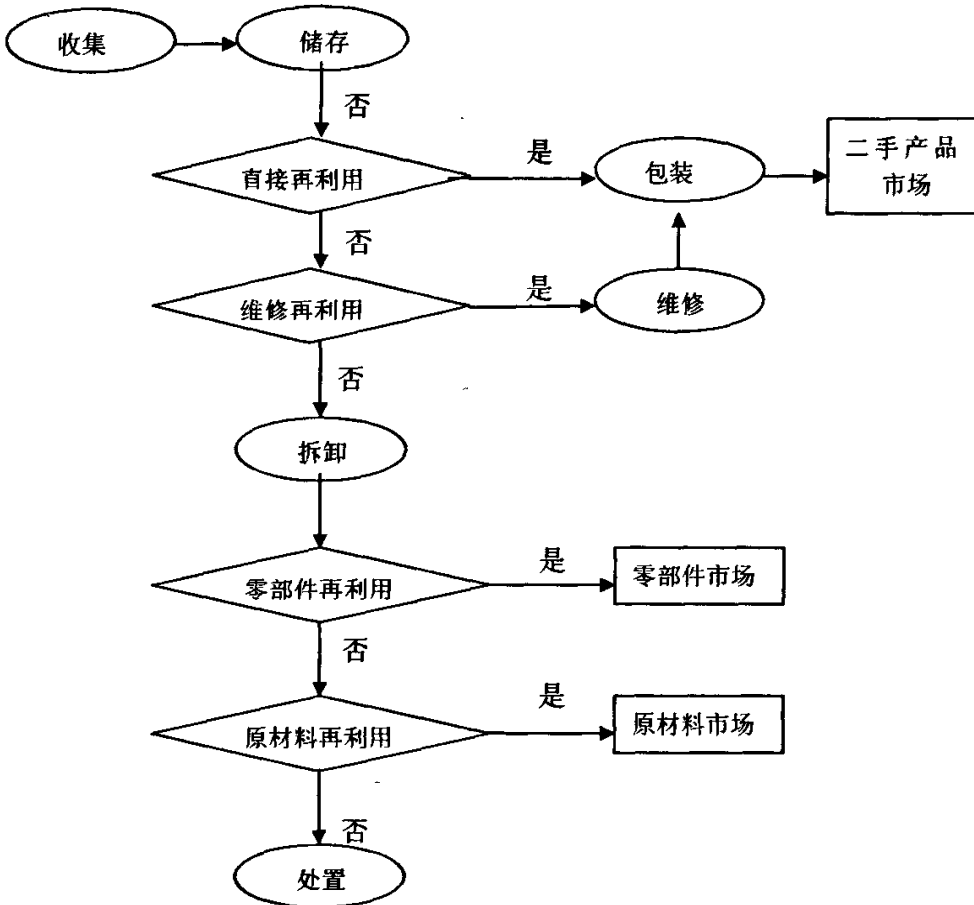 收集
储存
否
直接再利用
是
包装
二手产品
市场
否
维修再利用
是
维修
否
拆卸
零部件再利用
是
零部件市场
否
原材料再利用
是
原材料市场
否
处置